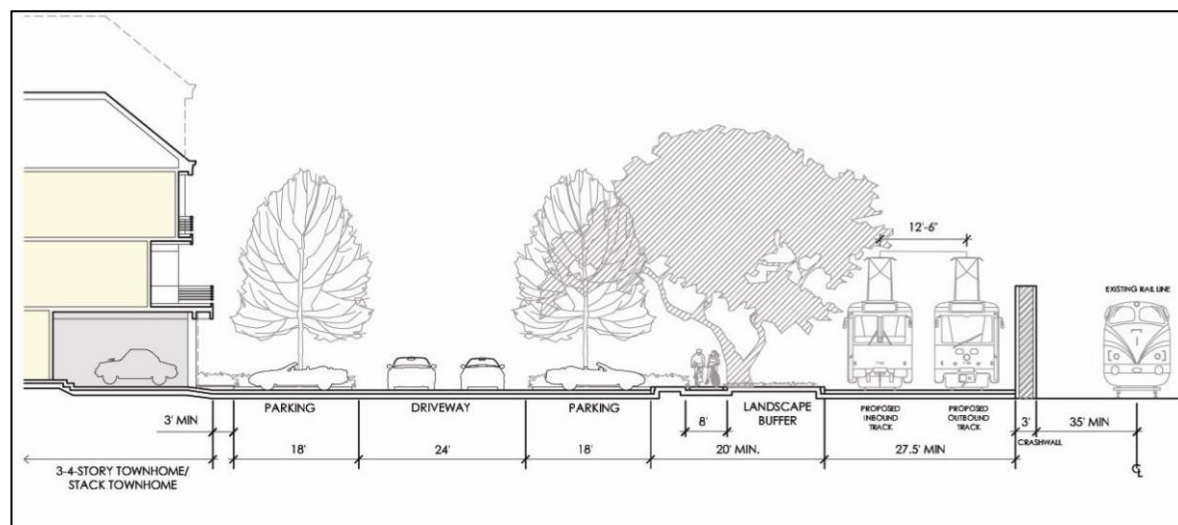 12'-6"
EXISTING RAIL LINE
PARKING
DRIVEWAY
PARKING
LANDSCAPE
BUFFER
PROPOSED
INBOUND
TRACK
PROPOSED
OUTBOUND
TRACK
3' MIN
8'
3'
CRASHWALL
35' MIN
18'
24'
18'
20' MIN.
27.5' MIN
3-4-STORY TOWNHOME/
STACK TOWNHOME
CL